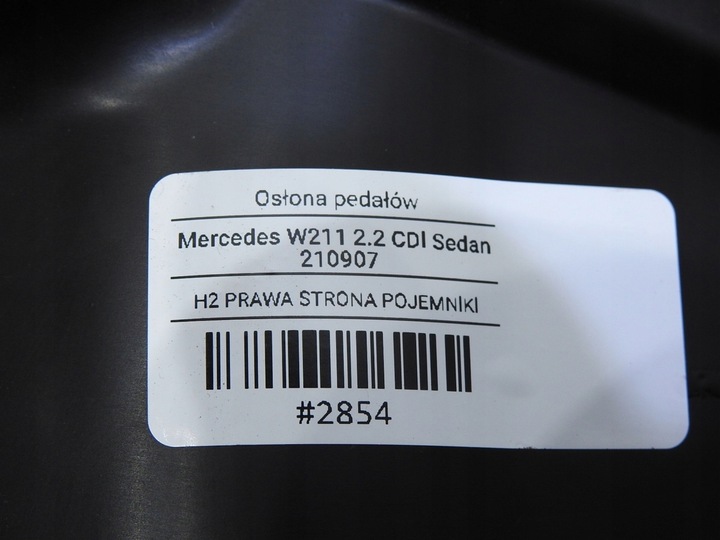 Osłona pedałów
Mercedes W211 2.2 CDI Sedan
210907
H2 PRAWA STRONA POJEMNIKI
#2854